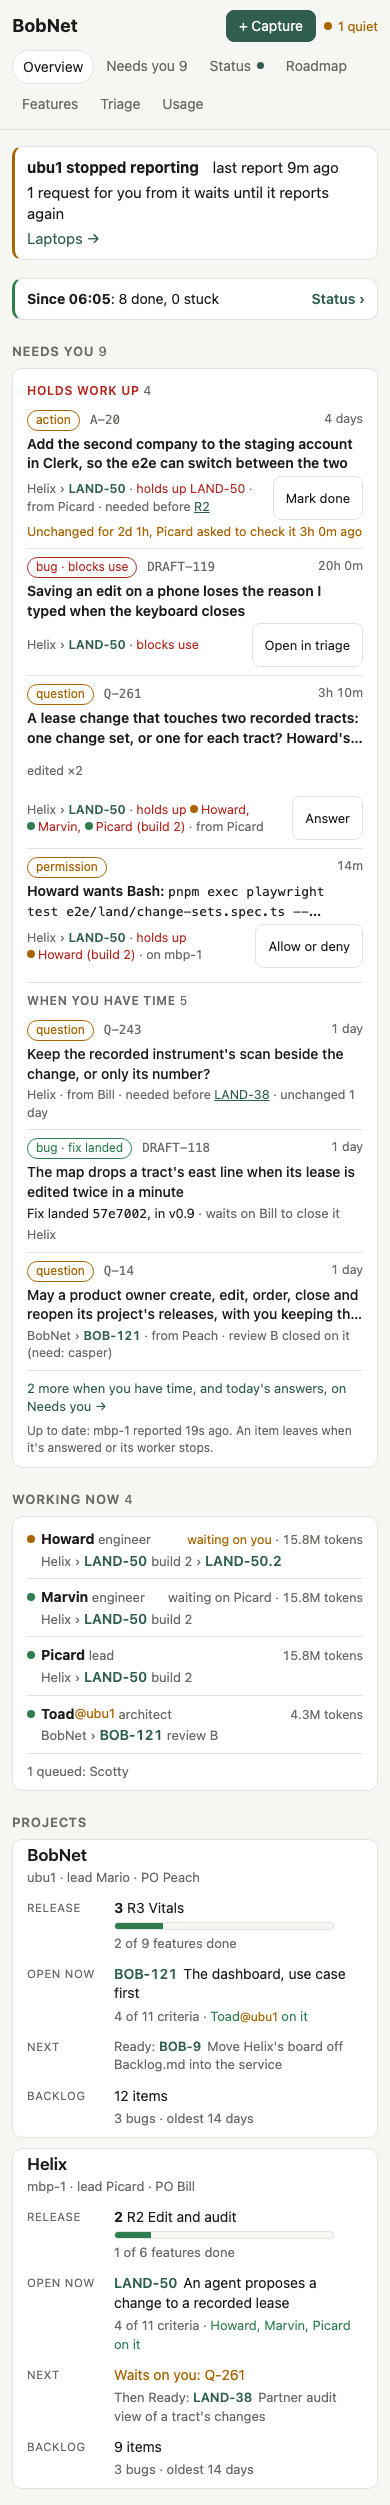 BobNet
+ Capture
1 quiet
Overview
Needs you 9
Status
Roadmap
Features
Triage
Usage
ubu1 stopped reporting last report 9m ago
1 request for you from it waits until it reports
again
Laptops →
Since 06:05: 8 done, 0 stuck
Status ›
NEEDS YOU 9
HOLDS WORK UP 4
action A-20 4 days
Add the second company to the staging account
in Clerk, so the e2e can switch between the two
Helix › LAND-50 · holds up LAND-50 ·
from Picard · needed before R2
Mark done
Unchanged for 2d 1h, Picard asked to check it 3h 0m ago
bug · blocks use DRAFT-119 20h 0m
Saving an edit on a phone loses the reason I
typed when the keyboard closes
Helix › LAND-50 · blocks use
Open in triage
question Q-261 3h 10m
A lease change that touches two recorded tracts:
one change set, or one for each tract? Howard's...
edited ×2
Helix › LAND-50 · holds up Howard,
Marvin, Picard (build 2) · from Picard
Answer
permission 14m
Howard wants Bash: pnpm exec playwright
test e2e/land/change-sets.spec.ts --...
Helix › LAND-50 · holds up
Howard (build 2) · on mbp-1
Allow or deny
WHEN YOU HAVE TIME 5
question Q-243 1 day
Keep the recorded instrument's scan beside the
change, or only its number?
Helix · from Bill · needed before LAND-38 · unchanged 1
day
bug · fix landed DRAFT-118 1 day
The map drops a tract's east line when its lease is
edited twice in a minute
Fix landed 57e7002, in v0.9 · waits on Bill to close it
Helix
question Q-14 1 day
May a product owner create, edit, order, close and
reopen its project's releases, with you keeping th...
BobNet › BOB-121 · from Peach · review B closed on it
(need: casper)
2 more when you have time, and today's answers, on
Needs you →
Up to date: mbp-1 reported 19s ago. An item leaves when
it's answered or its worker stops.
WORKING NOW 4
Howard engineer waiting on you · 15.8M tokens
Helix › LAND-50 build 2 › LAND-50.2
Marvin engineer waiting on Picard · 15.8M tokens
Helix › LAND-50 build 2
Picard lead 15.8M tokens
Helix › LAND-50 build 2
Toad@ubu1 architect 4.3M tokens
BobNet › BOB-121 review B
1 queued: Scotty
PROJECTS
BobNet
ubu1 · lead Mario · PO Peach
RELEASE 3 R3 Vitals
2 of 9 features done
OPEN NOW BOB-121 The dashboard, use case
first
4 of 11 criteria · Toad@ubu1 on it
NEXT Ready: BOB-9 Move Helix's board off
Backlog.md into the service
BACKLOG 12 items
3 bugs · oldest 14 days
Helix
mbp-1 · lead Picard · PO Bill
RELEASE 2 R2 Edit and audit
1 of 6 features done
OPEN NOW LAND-50 An agent proposes a
change to a recorded lease
4 of 11 criteria · Howard, Marvin, Picard
on it
NEXT Waits on you: Q-261
Then Ready: LAND-38 Partner audit
view of a tract's changes
BACKLOG 9 items
3 bugs · oldest 14 days